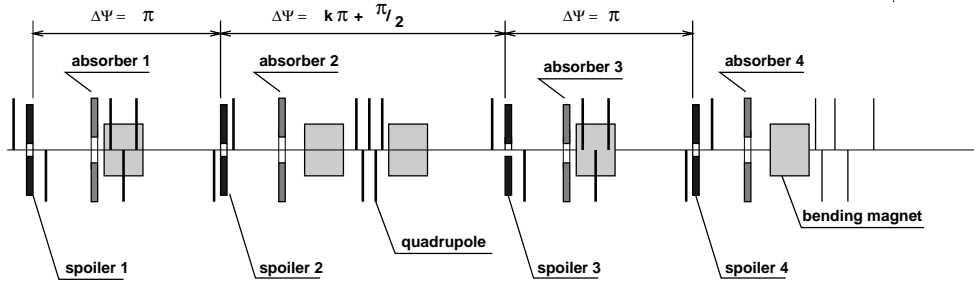 ΔΨ = π
ΔΨ = kπ + π/2
ΔΨ = π
absorber 1
absorber 2
absorber 3
absorber 4
quadrupole
bending magnet
spoiler 1
spoiler 2
spoiler 3
spoiler 4